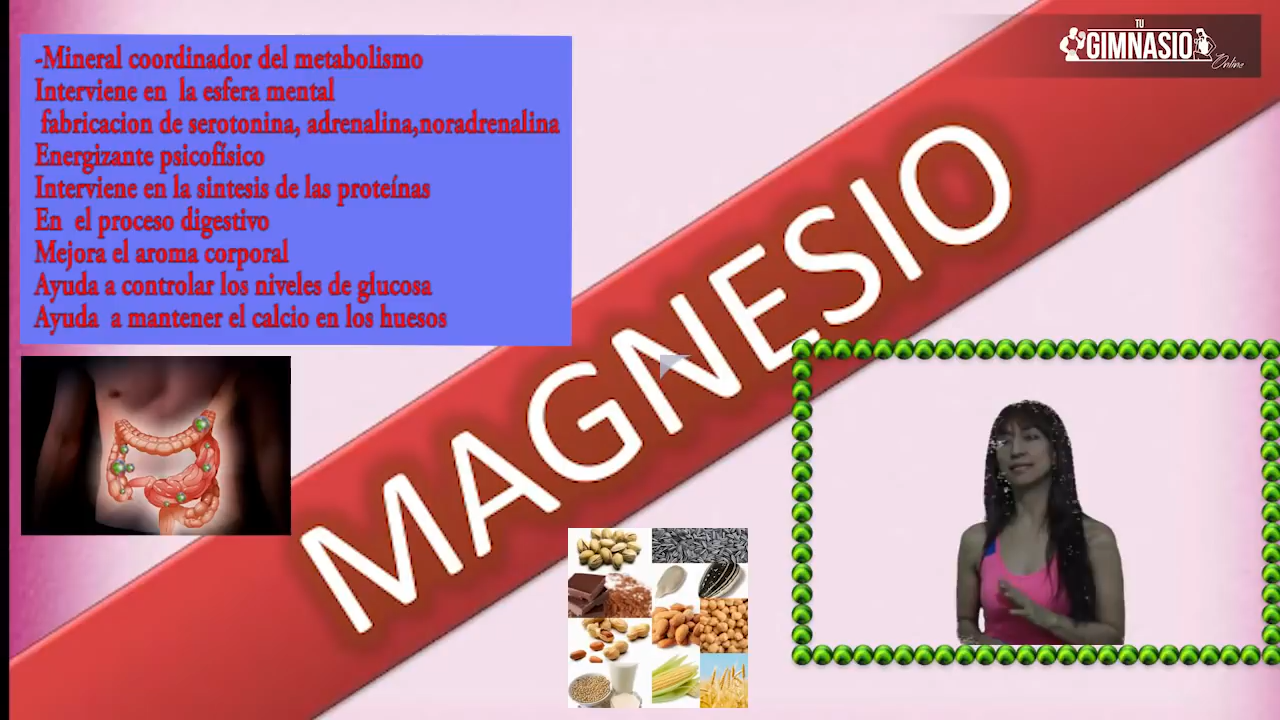 -Mineral coordinador del metabolismo
Interviene en la esfera mental
fabricacion de serotonina, adrenalina,noradrenalina
Energizante psicofísico
Interviene en la sintesis de las proteínas
En el proceso digestivo
Mejora el aroma corporal
Ayuda a controlar los niveles de glucosa
Ayuda a mantener el calcio en los huesos
TU
GIMNASIO
Online
MAGNESIO